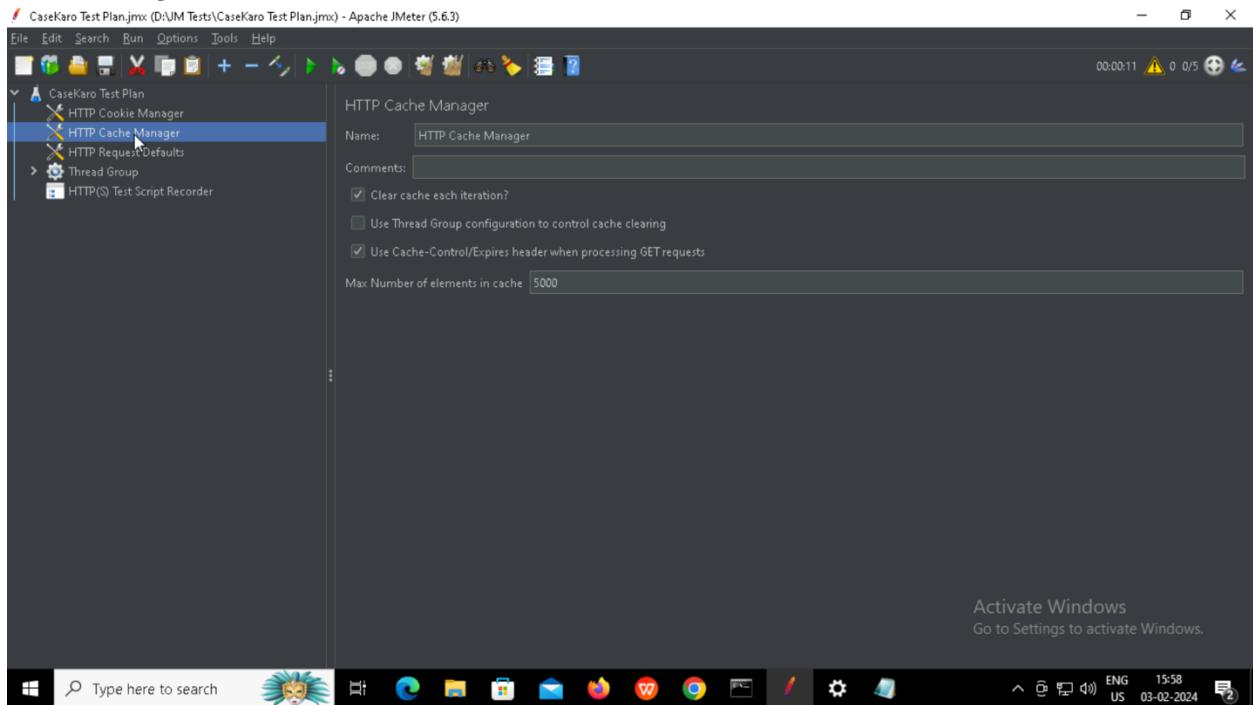 CaseKaro Test Plan.jmx (D:\JM Tests\CaseKaro Test Plan.jmx) - Apache JMeter (5.6.3)
File Edit Search Run Options Tools Help
00:00:11 0 0/5
CaseKaro Test Plan
HTTP Cookie Manager
HTTP Cache Manager
HTTP Request Defaults
Thread Group
HTTP(S) Test Script Recorder
HTTP Cache Manager
Name: HTTP Cache Manager
Comments:
Clear cache each iteration?
Use Thread Group configuration to control cache clearing
Use Cache-Control/Expires header when processing GET requests
Max Number of elements in cache 5000
Activate Windows
Go to Settings to activate Windows.
Type here to search
ENG
US
15:58
03-02-2024
2